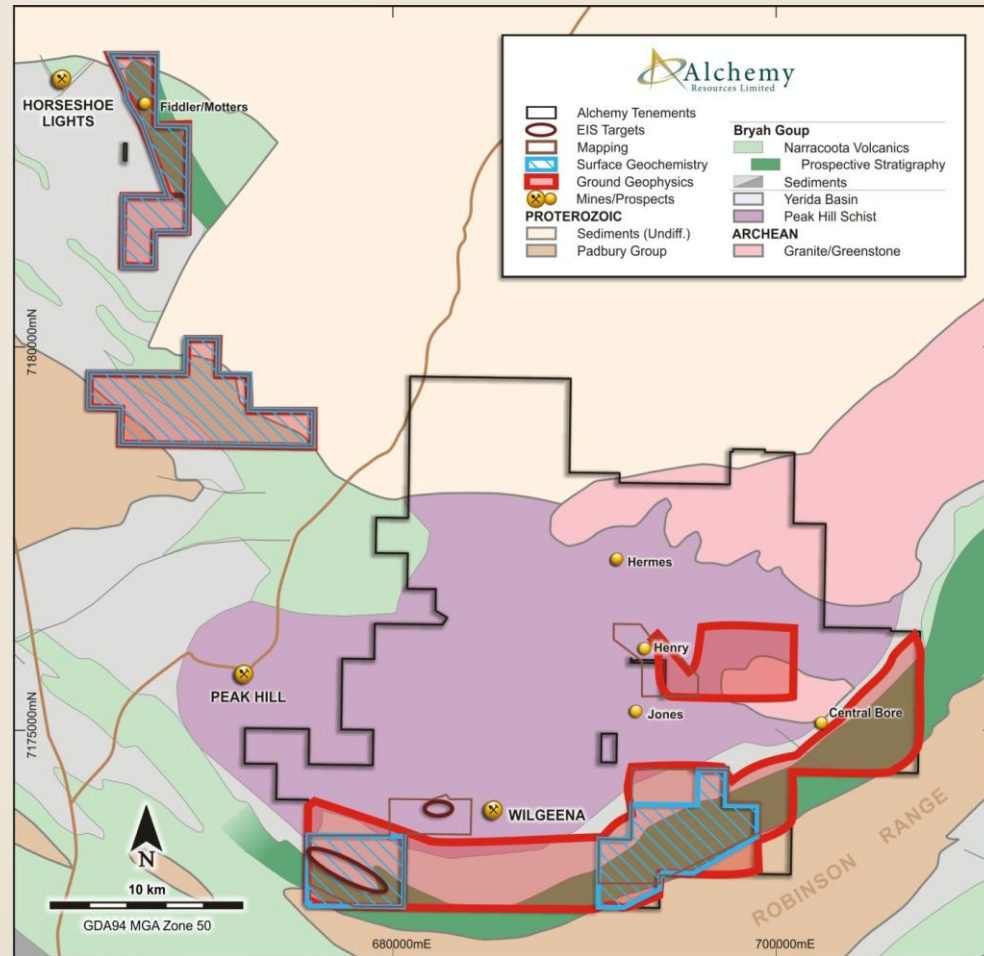 Alchemy
Resources Limited
Alchemy Tenements
EIS Targets
Mapping
Surface Geochemistry
Ground Geophysics
Mines/Prospects
PROTEROZOIC
Sediments (Undiff.)
Padbury Group
Bryah Goup
Narracoota Volcanics
Prospective Stratigraphy
Sediments
Yerida Basin
Peak Hill Schist
ARCHEAN
Granite/Greenstone
HORSESHOE
LIGHTS
Fiddler/Motters
7180000mN
Hermes
Henry
PEAK HILL
Jones
Central Bore
7175000mN
WILGEENA
ROBINSON RANGE
N
10 km
GDA94 MGA Zone 50
680000mE
700000mE